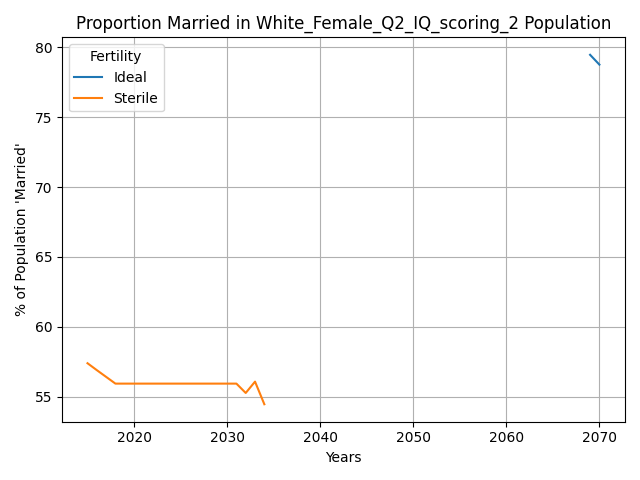 Proportion Married in White_Female_Q2_IQ_scoring_2 Population
Fertility
Ideal
Sterile
% of Population 'Married'
80
75
70
65
60
55
2020 2030 2040 2050 2060 2070
Years